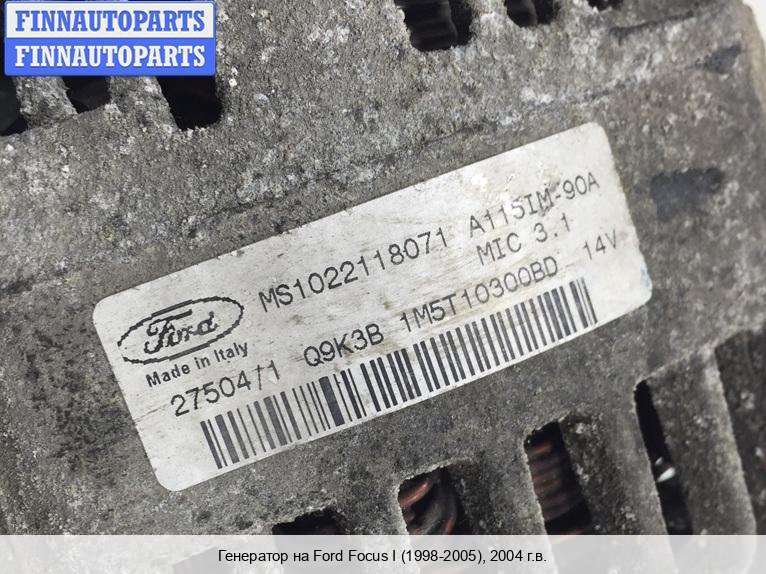 FINNAUTOPARTS
FINNAUTOPARTS
MS1022118071 A115IM-90A
MIC 3.1
Ford
Made in Italy
27504/1 Q9K3B 1M5T10300BD 14V
Генератор на Ford Focus I (1998-2005), 2004 г.в.